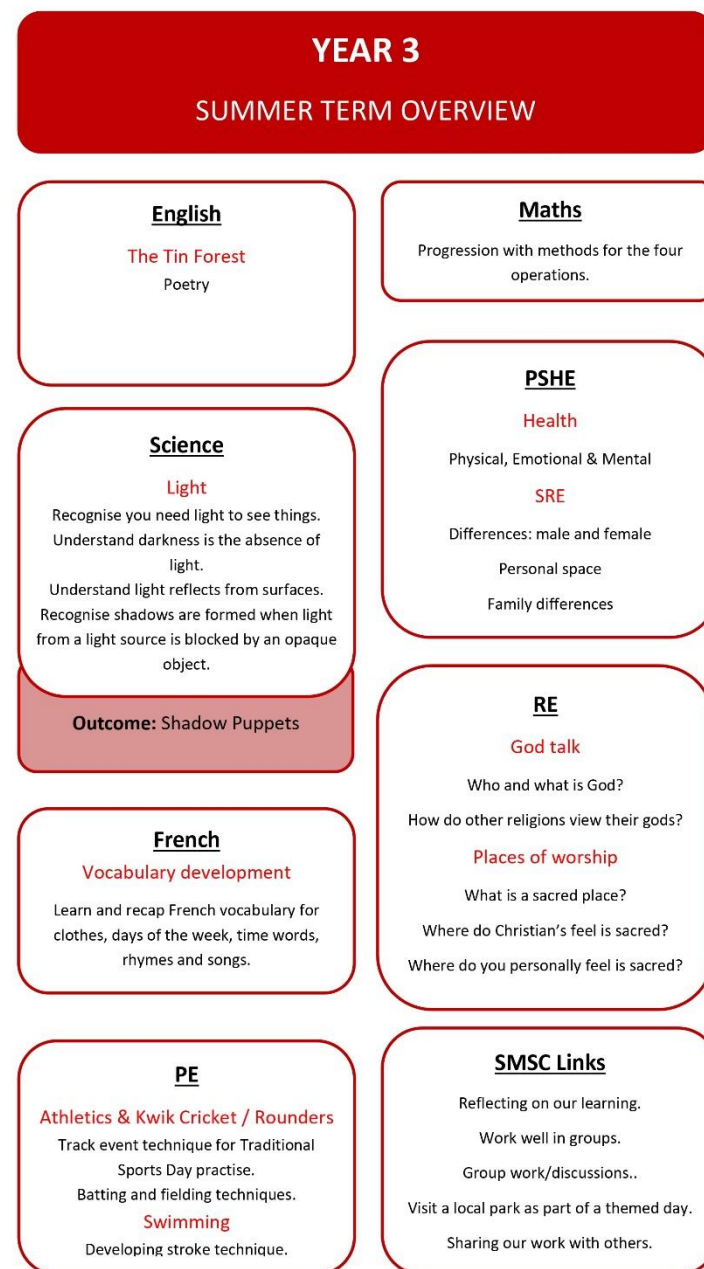 YEAR 3
SUMMER TERM OVERVIEW
English
The Tin Forest
Poetry
Maths
Progression with methods for the four
operations.
Science
Light
Recognise you need light to see things.
Understand darkness is the absence of
light.
Understand light reflects from surfaces.
Recognise shadows are formed when light
from a light source is blocked by an opaque
object.
Outcome: Shadow Puppets
PSHE
Health
Physical, Emotional & Mental
SRE
Differences: male and female
Personal space
Family differences
French
Vocabulary development
Learn and recap French vocabulary for
clothes, days of the week, time words,
rhymes and songs.
RE
God talk
Who and what is God?
How do other religions view their gods?
Places of worship
What is a sacred place?
Where do Christian’s feel is sacred?
Where do you personally feel is sacred?
PE
Athletics & Kwik Cricket / Rounders
Track event technique for Traditional
Sports Day practise.
Batting and fielding techniques.
Swimming
Developing stroke technique.
SMSC Links
Reflecting on our learning.
Work well in groups.
Group work/discussions..
Visit a local park as part of a themed day.
Sharing our work with others.